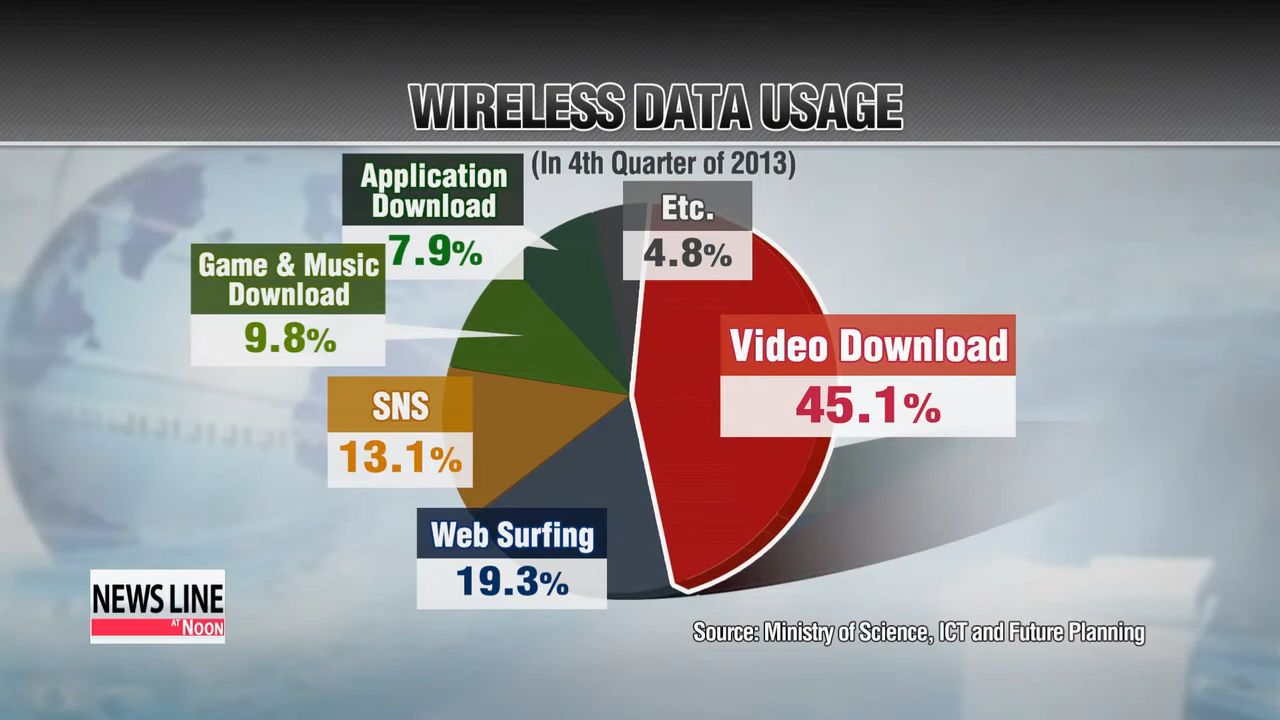 WIRELESS DATA USAGE
(In 4th Quarter of 2013)
Application
Download
7.9%
Etc.
4.8%
Game & Music
Download
9.8%
Video Download
45.1%
SNS
13.1%
Web Surfing
19.3%
NEWS LINE
AT NOON
Source: Ministry of Science, ICT and Future Planning